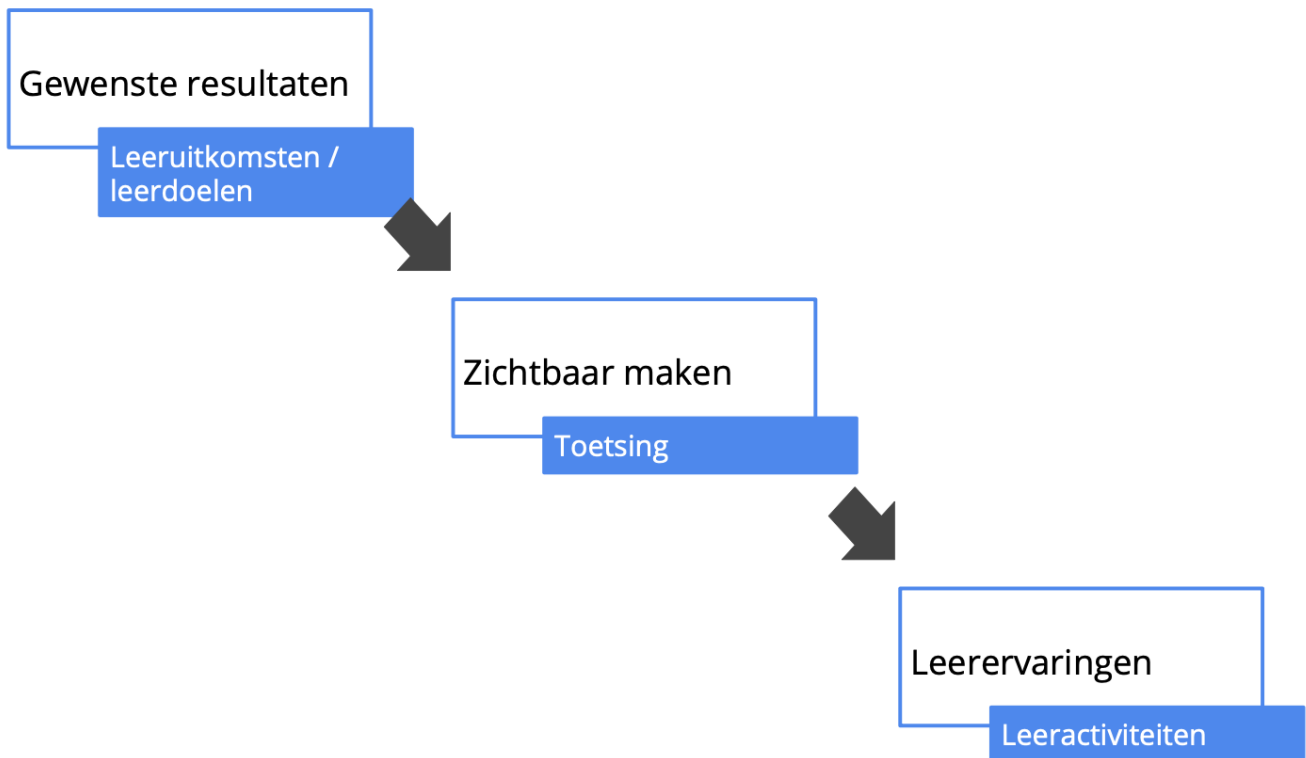 Gewenste resultaten
Leeruitkomsten /
leerdoelen
Zichtbaar maken
Toetsing
Leerervaringen
Leeractiviteiten